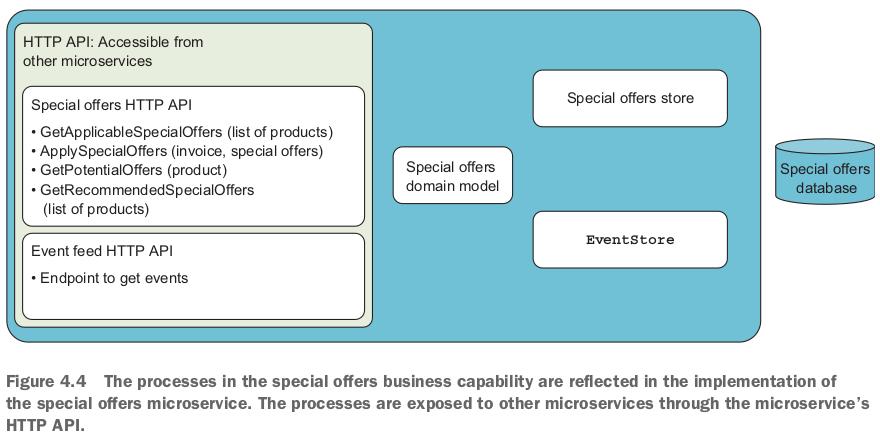 HTTP API: Accessible from
other microservices
Special offers HTTP API
• GetApplicableSpecialOffers (list of products)
• ApplySpecialOffers (invoice, special offers)
• GetPotentialOffers (product)
• GetRecommendedSpecialOffers
(list of products)
Event feed HTTP API
• Endpoint to get events
Special offers
domain model
Special offers store
EventStore
Special offers
database
Figure 4.4 The processes in the special offers business capability are reflected in the implementation of
the special offers microservice. The processes are exposed to other microservices through the microservice’s
HTTP API.